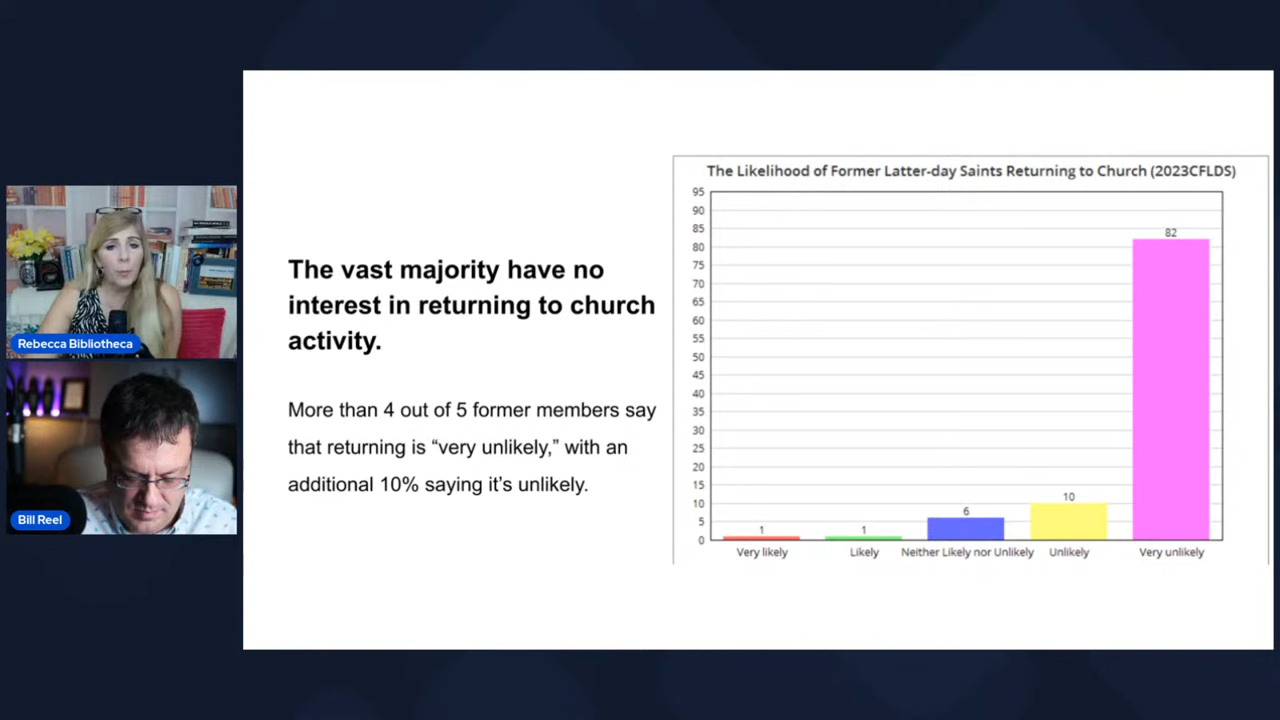 Rebecca Bibliotheca
Bill Reel
The vast majority have no
interest in returning to church
activity.
More than 4 out of 5 former members say
that returning is “very unlikely,” with an
additional 10% saying it’s unlikely.
The Likelihood of Former Latter-day Saints Returning to Church (2023CFLDS)
95
90
85
80
75
70
65
60
55
50
45
40
35
30
25
20
15
10
5
0
1
1
6
10
82
Very likely
Likely
Neither Likely nor Unlikely
Unlikely
Very unlikely